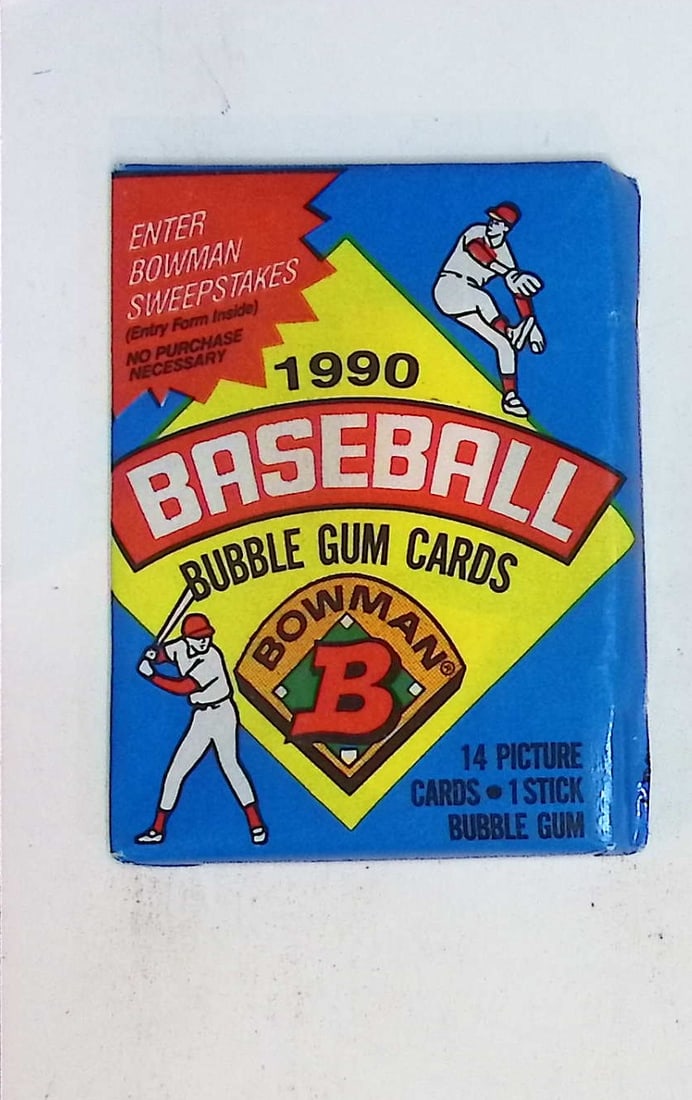 ENTER
BOWMAN
SWEEPSTAKES
(Entry Form Inside)
NO PURCHASE
NECESSARY
1990
BASEBALL
BUBBLE GUM CARDS
BOWMAN®
B
14 PICTURE
CARDS • 1 STICK
BUBBLE GUM